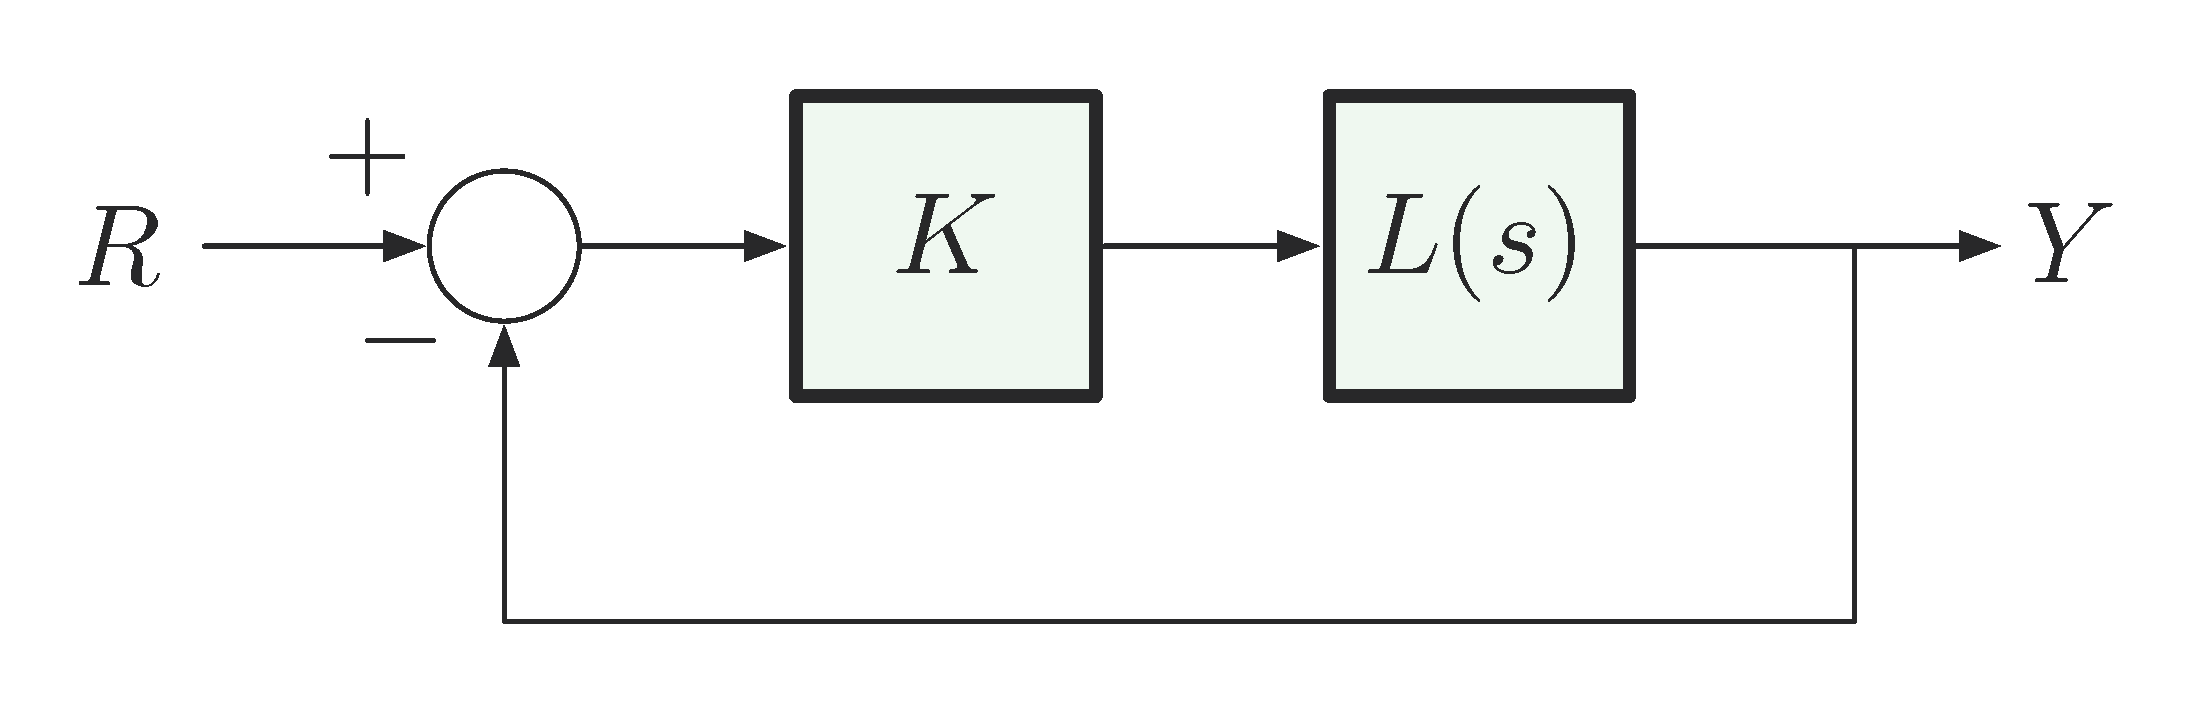 +
R K L(s) Y
−